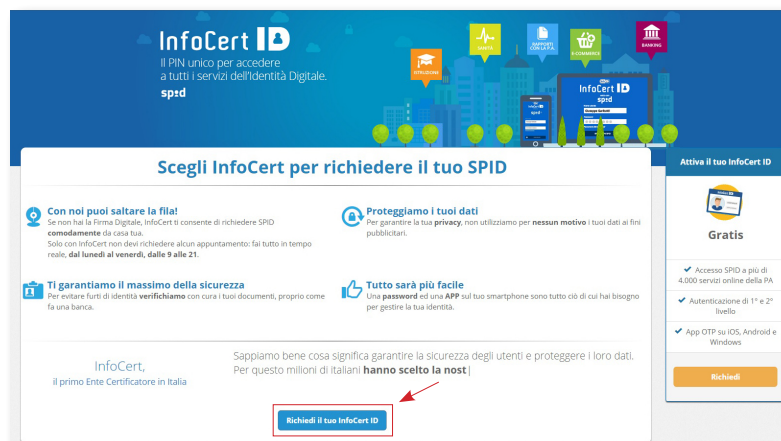 InfoCert ID
Il PIN unico per accedere
a tutti i servizi dell'Identità Digitale.
spid
ISTRUZIONE
SANITÀ
RAPPORTI
CON LA P.A.
E-COMMERCE
BANKING
InfoCert ID
spid
Scegli InfoCert per richiedere il tuo SPID
Con noi puoi saltare la fila!
Se non hai la Firma Digitale, InfoCert ti consente di richiedere SPID
comodamente da casa tua.
Solo con InfoCert non devi richiedere alcun appuntamento: fai tutto in tempo
reale, dal lunedì al venerdì, dalle 9 alle 21.
Proteggiamo i tuoi dati
Per garantire la tua privacy, non utilizziamo per nessun motivo i tuoi dati ai fini
pubblicitari.
Ti garantiamo il massimo della sicurezza
Per evitare furti di identità verifichiamo con cura i tuoi documenti, proprio come
fa una banca.
Tutto sarà più facile
Una password ed una APP sul tuo smartphone sono tutto ciò di cui hai bisogno
per gestire la tua identità.
InfoCert,
il primo Ente Certificatore in Italia
Sappiamo bene cosa significa garantire la sicurezza degli utenti e proteggere i loro dati.
Per questo milioni di italiani hanno scelto la nost|
Richiedi il tuo InfoCert ID
Attiva il tuo InfoCert ID
Gratis
Accesso SPID a più di
4.000 servizi online della PA
Autenticazione di 1° e 2°
livello
App OTP su iOS, Android e
Windows
Richiedi